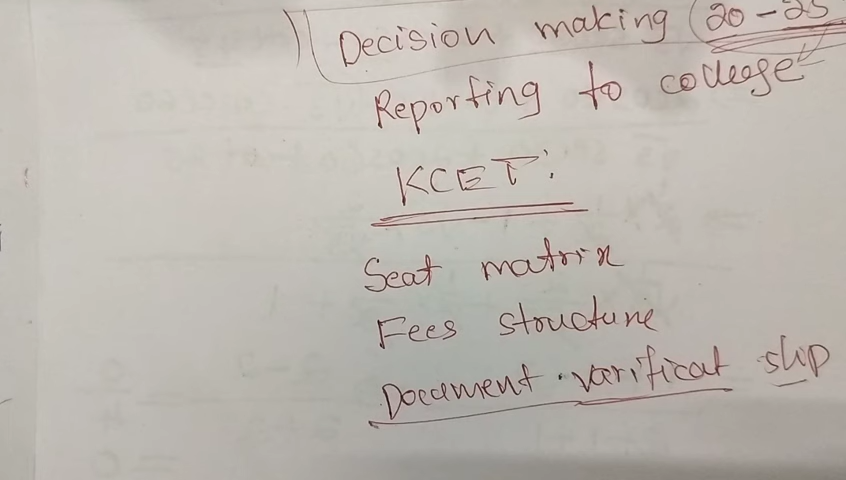 Decision making (20-25
Reporting to college
KCET:
Seat matrix
Fees structure
Document varificat slip